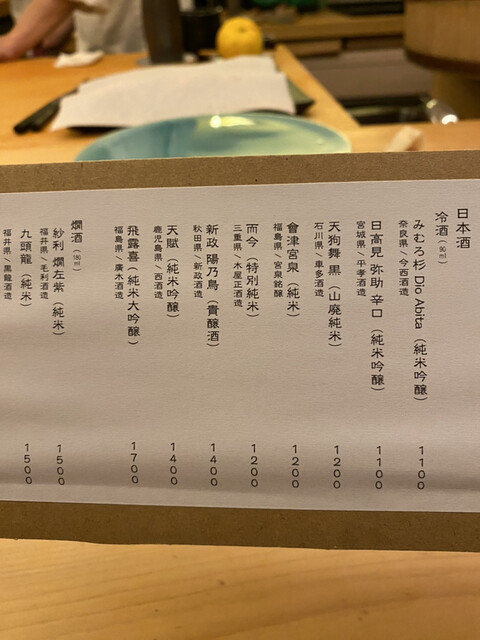 日本酒
冷酒（90ml）
みむろ杉 Dio Abita（純米吟醸）1100
奈良県／今西酒造
日高見 弥助 辛口（純米吟醸）1100
宮城県／平孝酒造
天狗舞 黒（山廃純米）1200
石川県／車多酒造
會津宮泉（純米）1200
福島県／宮泉銘醸
而今（特別純米）1200
三重県／木屋正酒造
新政 陽乃鳥（貴醸酒）1400
秋田県／新政酒造
天賦（純米吟醸）1400
鹿児島県／西酒造
飛露喜（純米大吟醸）1700
福島県／廣木酒造
燗酒（180ml）
紗利 燗左紫（純米）1500
福井県／毛利酒造
九頭龍（純米）1500
福井県／黒龍酒造